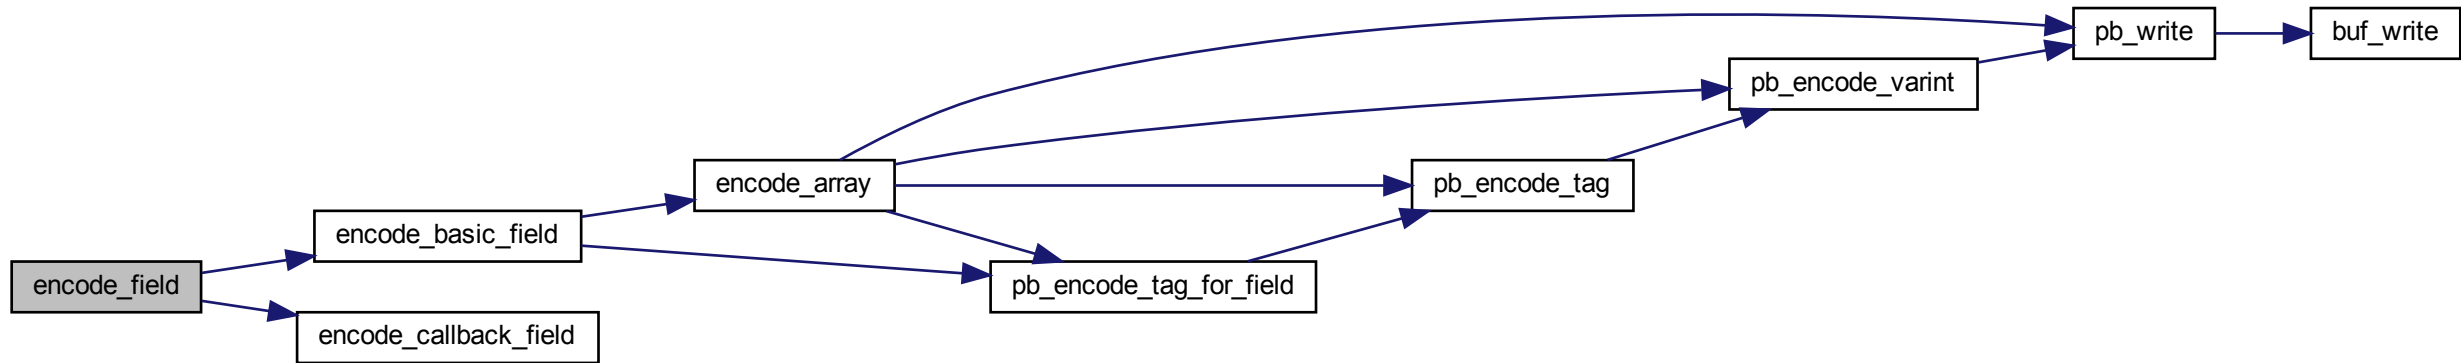 encode_field
encode_basic_field
encode_callback_field
encode_array
pb_encode_tag_for_field
pb_encode_tag
pb_encode_varint
pb_write
buf_write